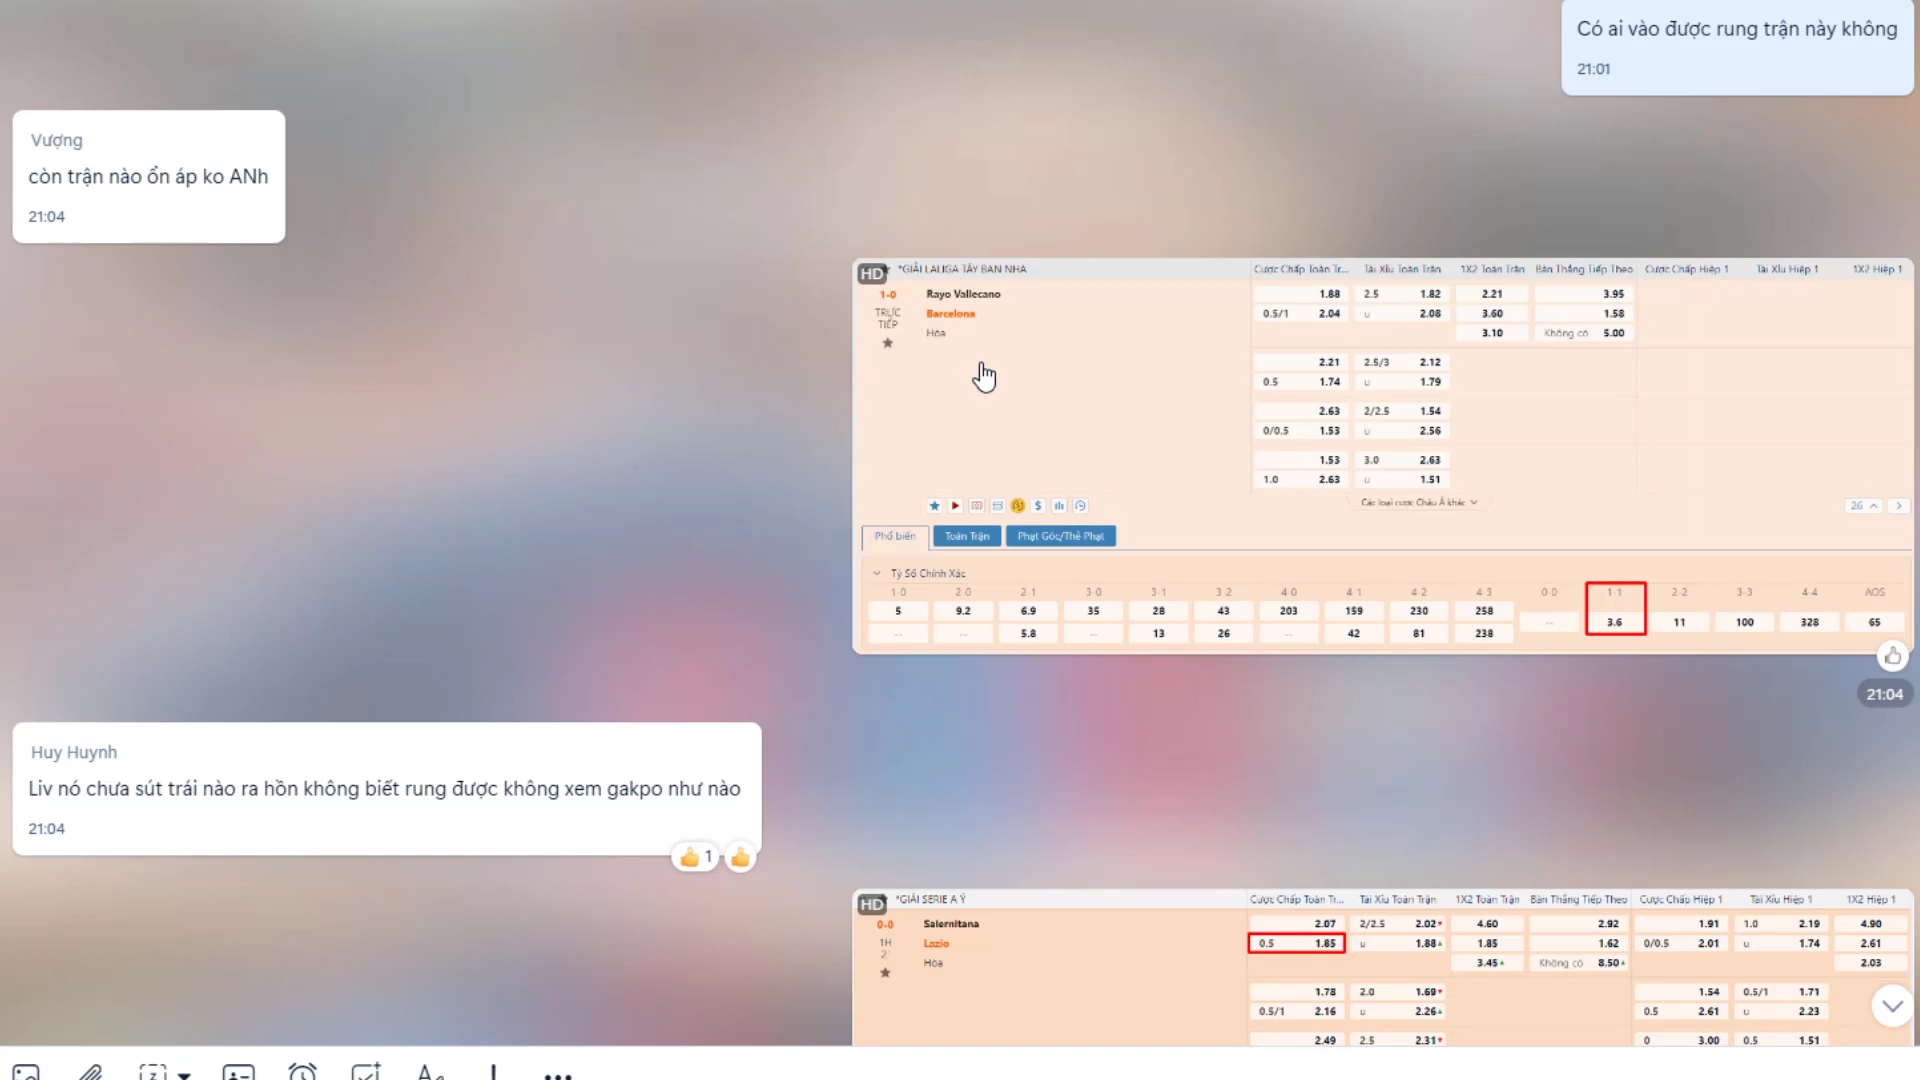 Có ai vào được rung trận này không
21:01
Vượng
còn trận nào ổn áp ko ANh
21:04
HD *GIẢI LALIGA TÂY BAN NHA Cược Chấp Toàn Tr... Tài Xỉu Toàn Trận 1X2 Toàn Trận Bàn Thắng Tiếp Theo Cược Chấp Hiệp 1 Tài Xỉu Hiệp 1 1X2 Hiệp 1
1-0 Rayo Vallecano 1.88 2.5 1.82 2.21 3.95
TRỰC TIẾP Barcelona 0.5/1 2.04 u 2.08 3.60 1.58
Hòa 3.10 Không có 5.00
2.21 2.5/3 2.12
0.5 1.74 u 1.79
2.63 2/2.5 1.54
0/0.5 1.53 u 2.56
1.53 3.0 2.63
1.0 2.63 u 1.51
Các loại cược Châu Á khác 26
Phổ biến Toàn Trận Phạt Góc/Thẻ Phạt
Tỷ Số Chính Xác
1-0 2-0 2-1 3-0 3-1 3-2 4-0 4-1 4-2 4-3 0-0 1-1 2-2 3-3 4-4 AOS
5 9.2 6.9 35 28 43 203 159 230 258 -- 3.6 11 100 328 65
-- -- 5.8 -- 13 26 -- 42 81 238
21:04
Huy Huynh
Liv nó chưa sút trái nào ra hồn không biết rung được không xem gakpo như nào
21:04
1
HD *GIẢI SERIE A Ý Cược Chấp Toàn Tr... Tài Xỉu Toàn Trận 1X2 Toàn Trận Bàn Thắng Tiếp Theo Cược Chấp Hiệp 1 Tài Xỉu Hiệp 1 1X2 Hiệp 1
0-0 Salernitana 2.07 2/2.5 2.02 4.60 2.92 1.91 1.0 2.19 4.90
1H Lazio 0.5 1.85 u 1.88 1.85 1.62 0/0.5 2.01 u 1.74 2.61
Hòa 3.45 Không có 8.50 2.03
1.78 2.0 1.69 1.54 0.5/1 1.71
0.5/1 2.16 u 2.26 0.5 2.61 u 2.23
2.49 2.5 2.31 0 3.00 0.5 1.51